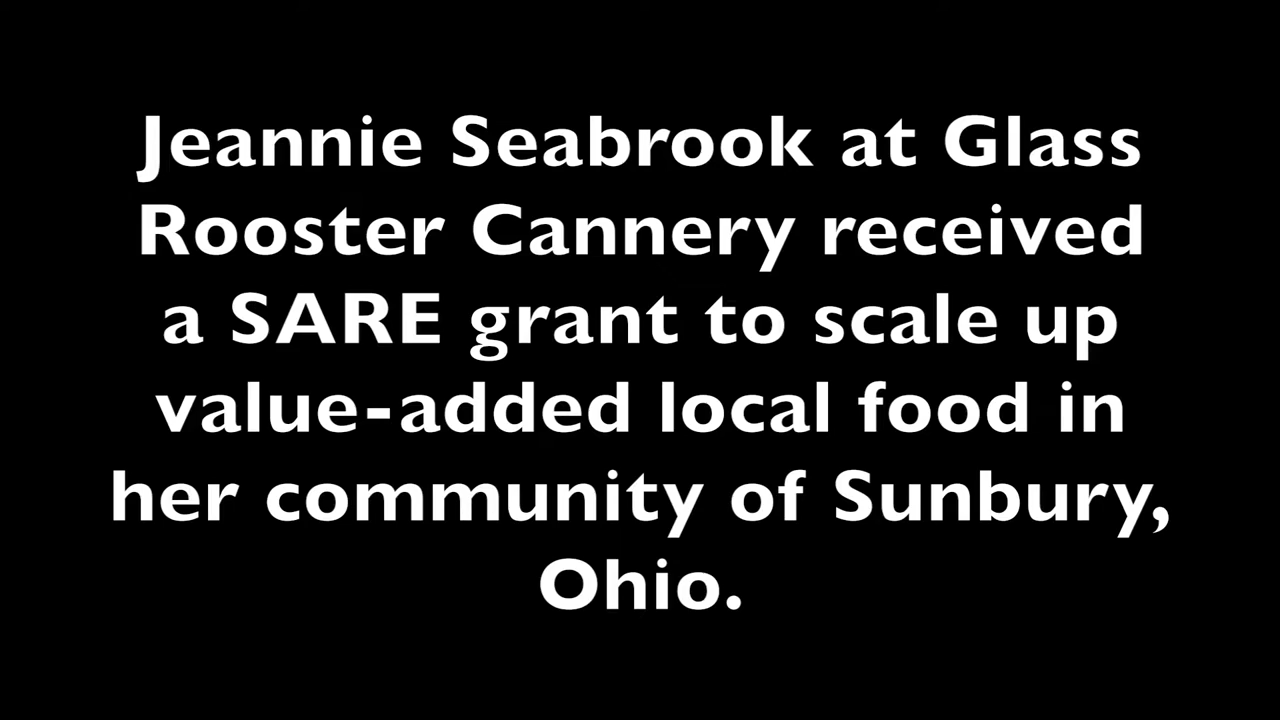 Jeannie Seabrook at Glass
Rooster Cannery received
a SARE grant to scale up
value-added local food in
her community of Sunbury,
Ohio.